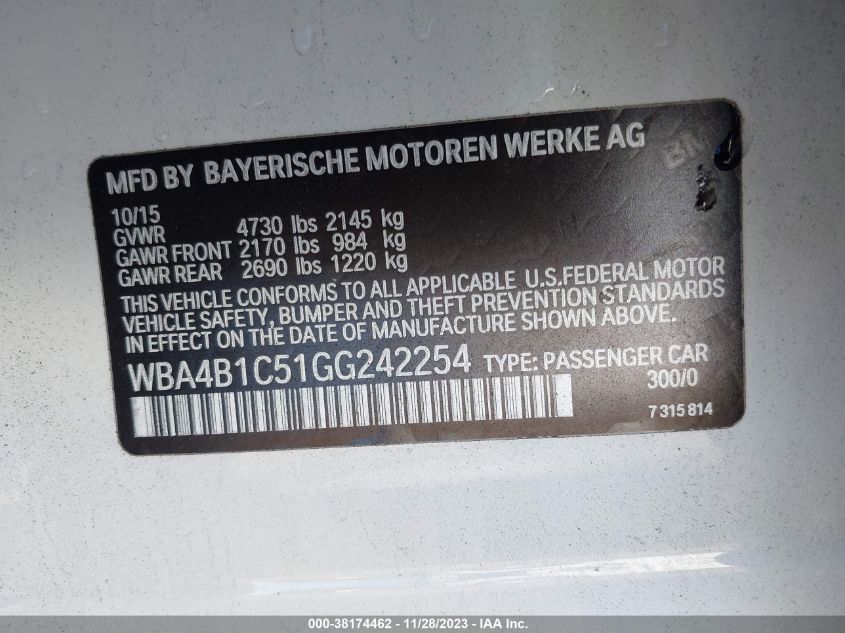 MFD BY BAYERISCHE MOTOREN WERKE AG
10/15
GVWR 4730 lbs 2145 kg
GAWR FRONT 2170 lbs 984 kg
GAWR REAR 2690 lbs 1220 kg
THIS VEHICLE CONFORMS TO ALL APPLICABLE U.S.FEDERAL MOTOR
VEHICLE SAFETY, BUMPER AND THEFT PREVENTION STANDARDS
IN EFFECT ON THE DATE OF MANUFACTURE SHOWN ABOVE.
WBA4B1C51GG242254 TYPE: PASSENGER CAR
300/0
7 315 814
000-38174462 - 11/28/2023 - IAA Inc.